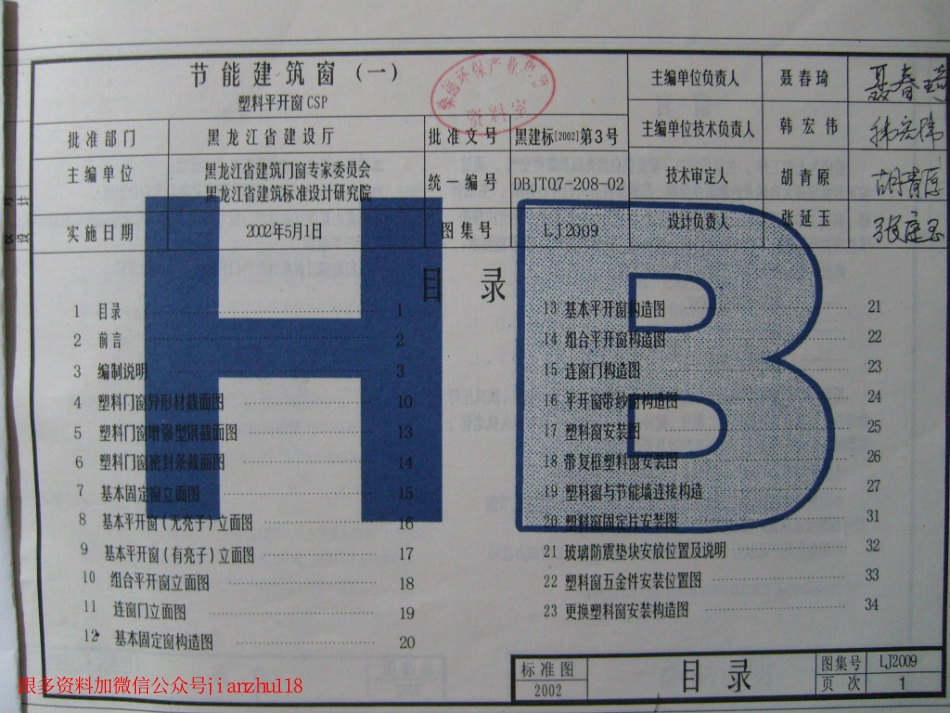 节能建筑窗(一)
塑料平开窗CSP
批准部门 黑龙江省建设厅 批准文号 黑建标[2002]第3号
主编单位 黑龙江省建筑门窗专家委员会
黑龙江省建筑标准设计研究院
统一编号 DBJT07-208-02
实施日期 2002年5月1日 图集号 LJ2009
主编单位负责人 聂春琦
主编单位技术负责人 韩宏伟
技术审定人 胡青原
设计负责人 张延玉
HB
目录
1 目录 1
2 前言 2
3 编制说明 3
4 塑料门窗异形材截面图 10
5 塑料门窗增强型钢截面图 13
6 塑料门窗密封条截面图 14
7 基本固定窗立面图 15
8 基本平开窗(无亮子)立面图 16
9 基本平开窗(有亮子)立面图 17
10 组合平开窗立面图 18
11 连窗门立面图 19
12 基本固定窗构造图 20
13 基本平开窗构造图 21
14 组合平开窗构造图 22
15 连窗门构造图 23
16 平开窗带纱窗构造图 24
17 塑料窗安装图 25
18 带复框塑料窗安装图 26
19 塑料窗与节能墙连接构造 27
20 塑料窗固定片安装图 31
21 玻璃防震垫块安放位置及说明 32
22 塑料窗五金件安装位置图 33
23 更换塑料窗安装构造图 34
标准图
2002
目录
图集号 LJ2009
页次 1
跟多资料加微信公众号jianzhu118